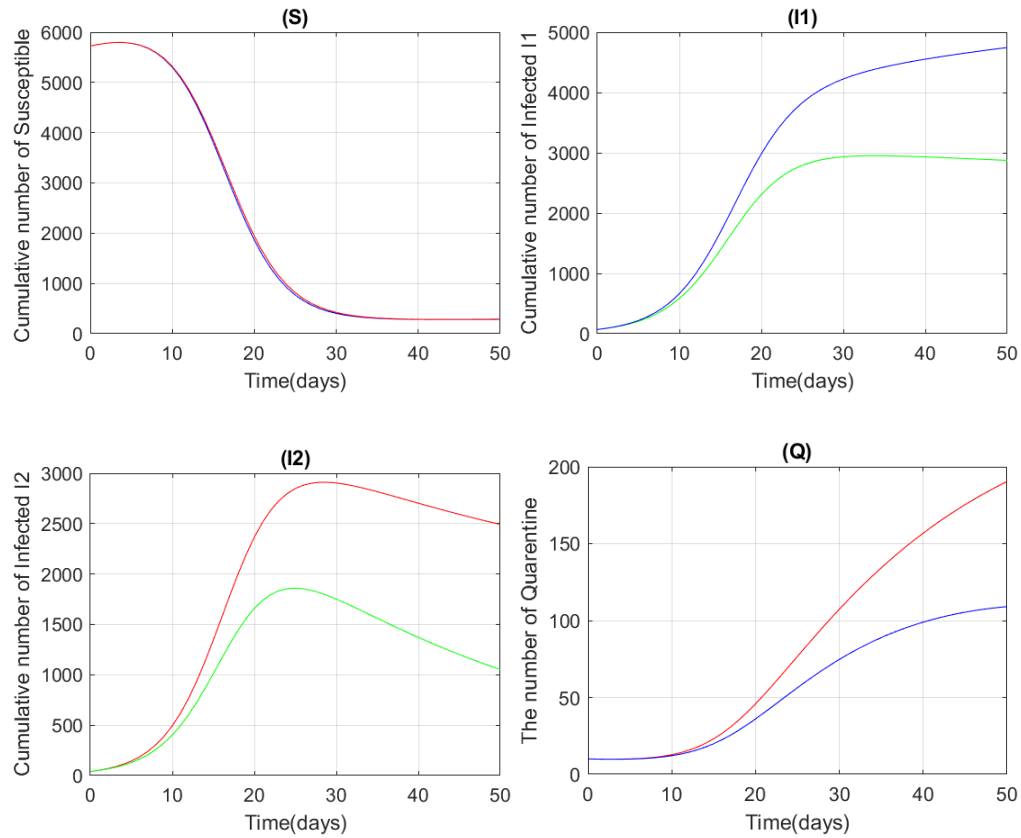 (S)
Cumulative number of Susceptible
6000
5000
4000
3000
2000
1000
0
0 10 20 30 40 50
Time(days)
(I1)
Cumulative number of Infected I1
5000
4000
3000
2000
1000
0
0 10 20 30 40 50
Time(days)
(I2)
Cumulative number of Infected I2
3000
2500
2000
1500
1000
500
0
0 10 20 30 40 50
Time(days)
(Q)
The number of Quarentine
200
150
100
50
0
0 10 20 30 40 50
Time(days)